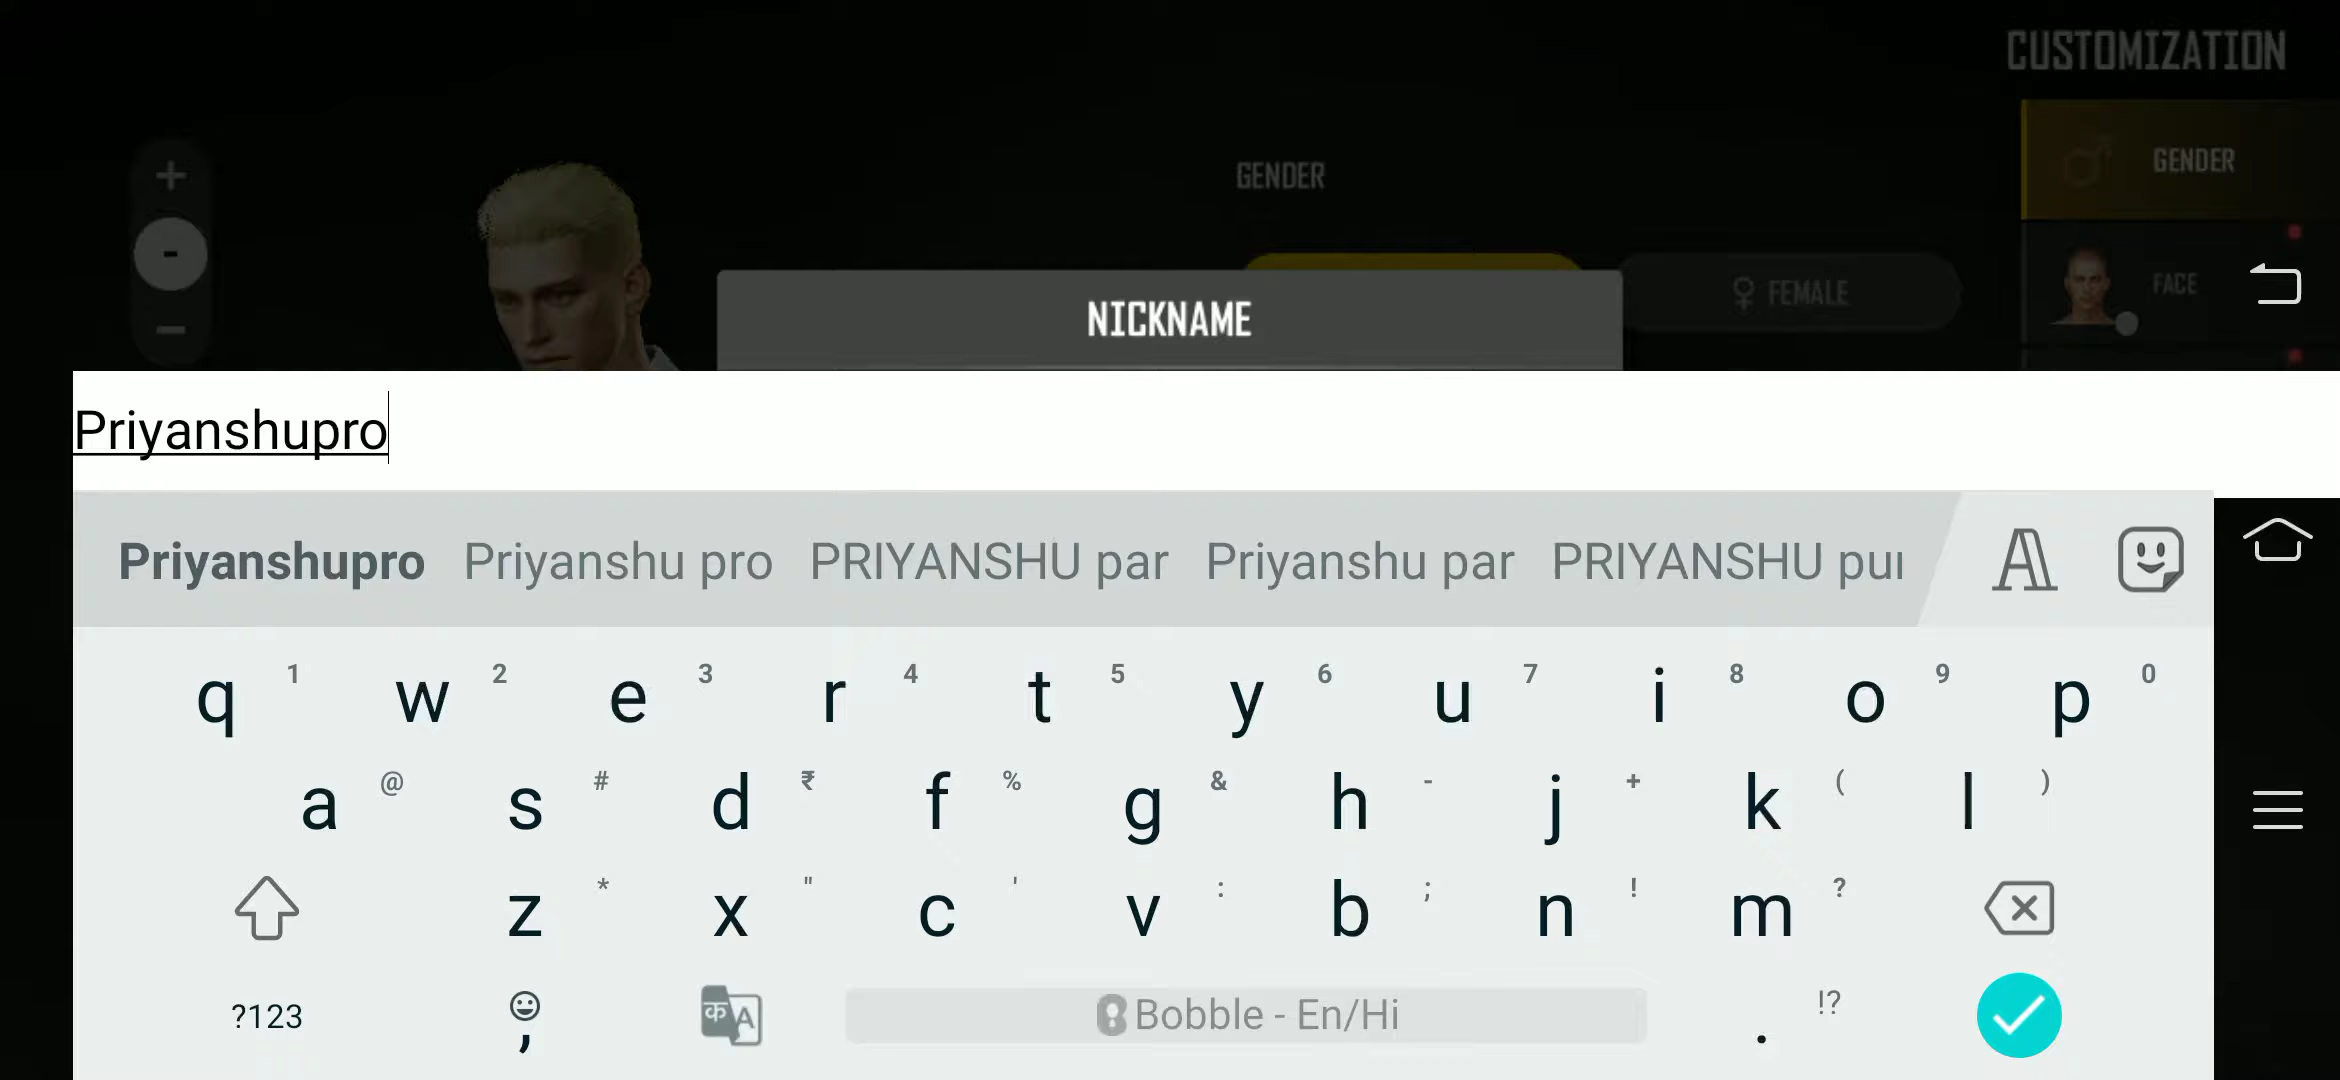 CUSTOMIZATION
GENDER
GENDER
FEMALE
FACE
NICKNAME
Priyanshupro
Priyanshupro Priyanshu pro PRIYANSHU par Priyanshu par PRIYANSHU
q 1 w 2 e 3 r 4 t 5 y 6 u 7 i 8 o 9 p 0
a @ s # d ₹ f % g & h - j + k ( l )
z * x " c ' v : b ; n ! m ?
?123 , क A Bobble - En/Hi . !?